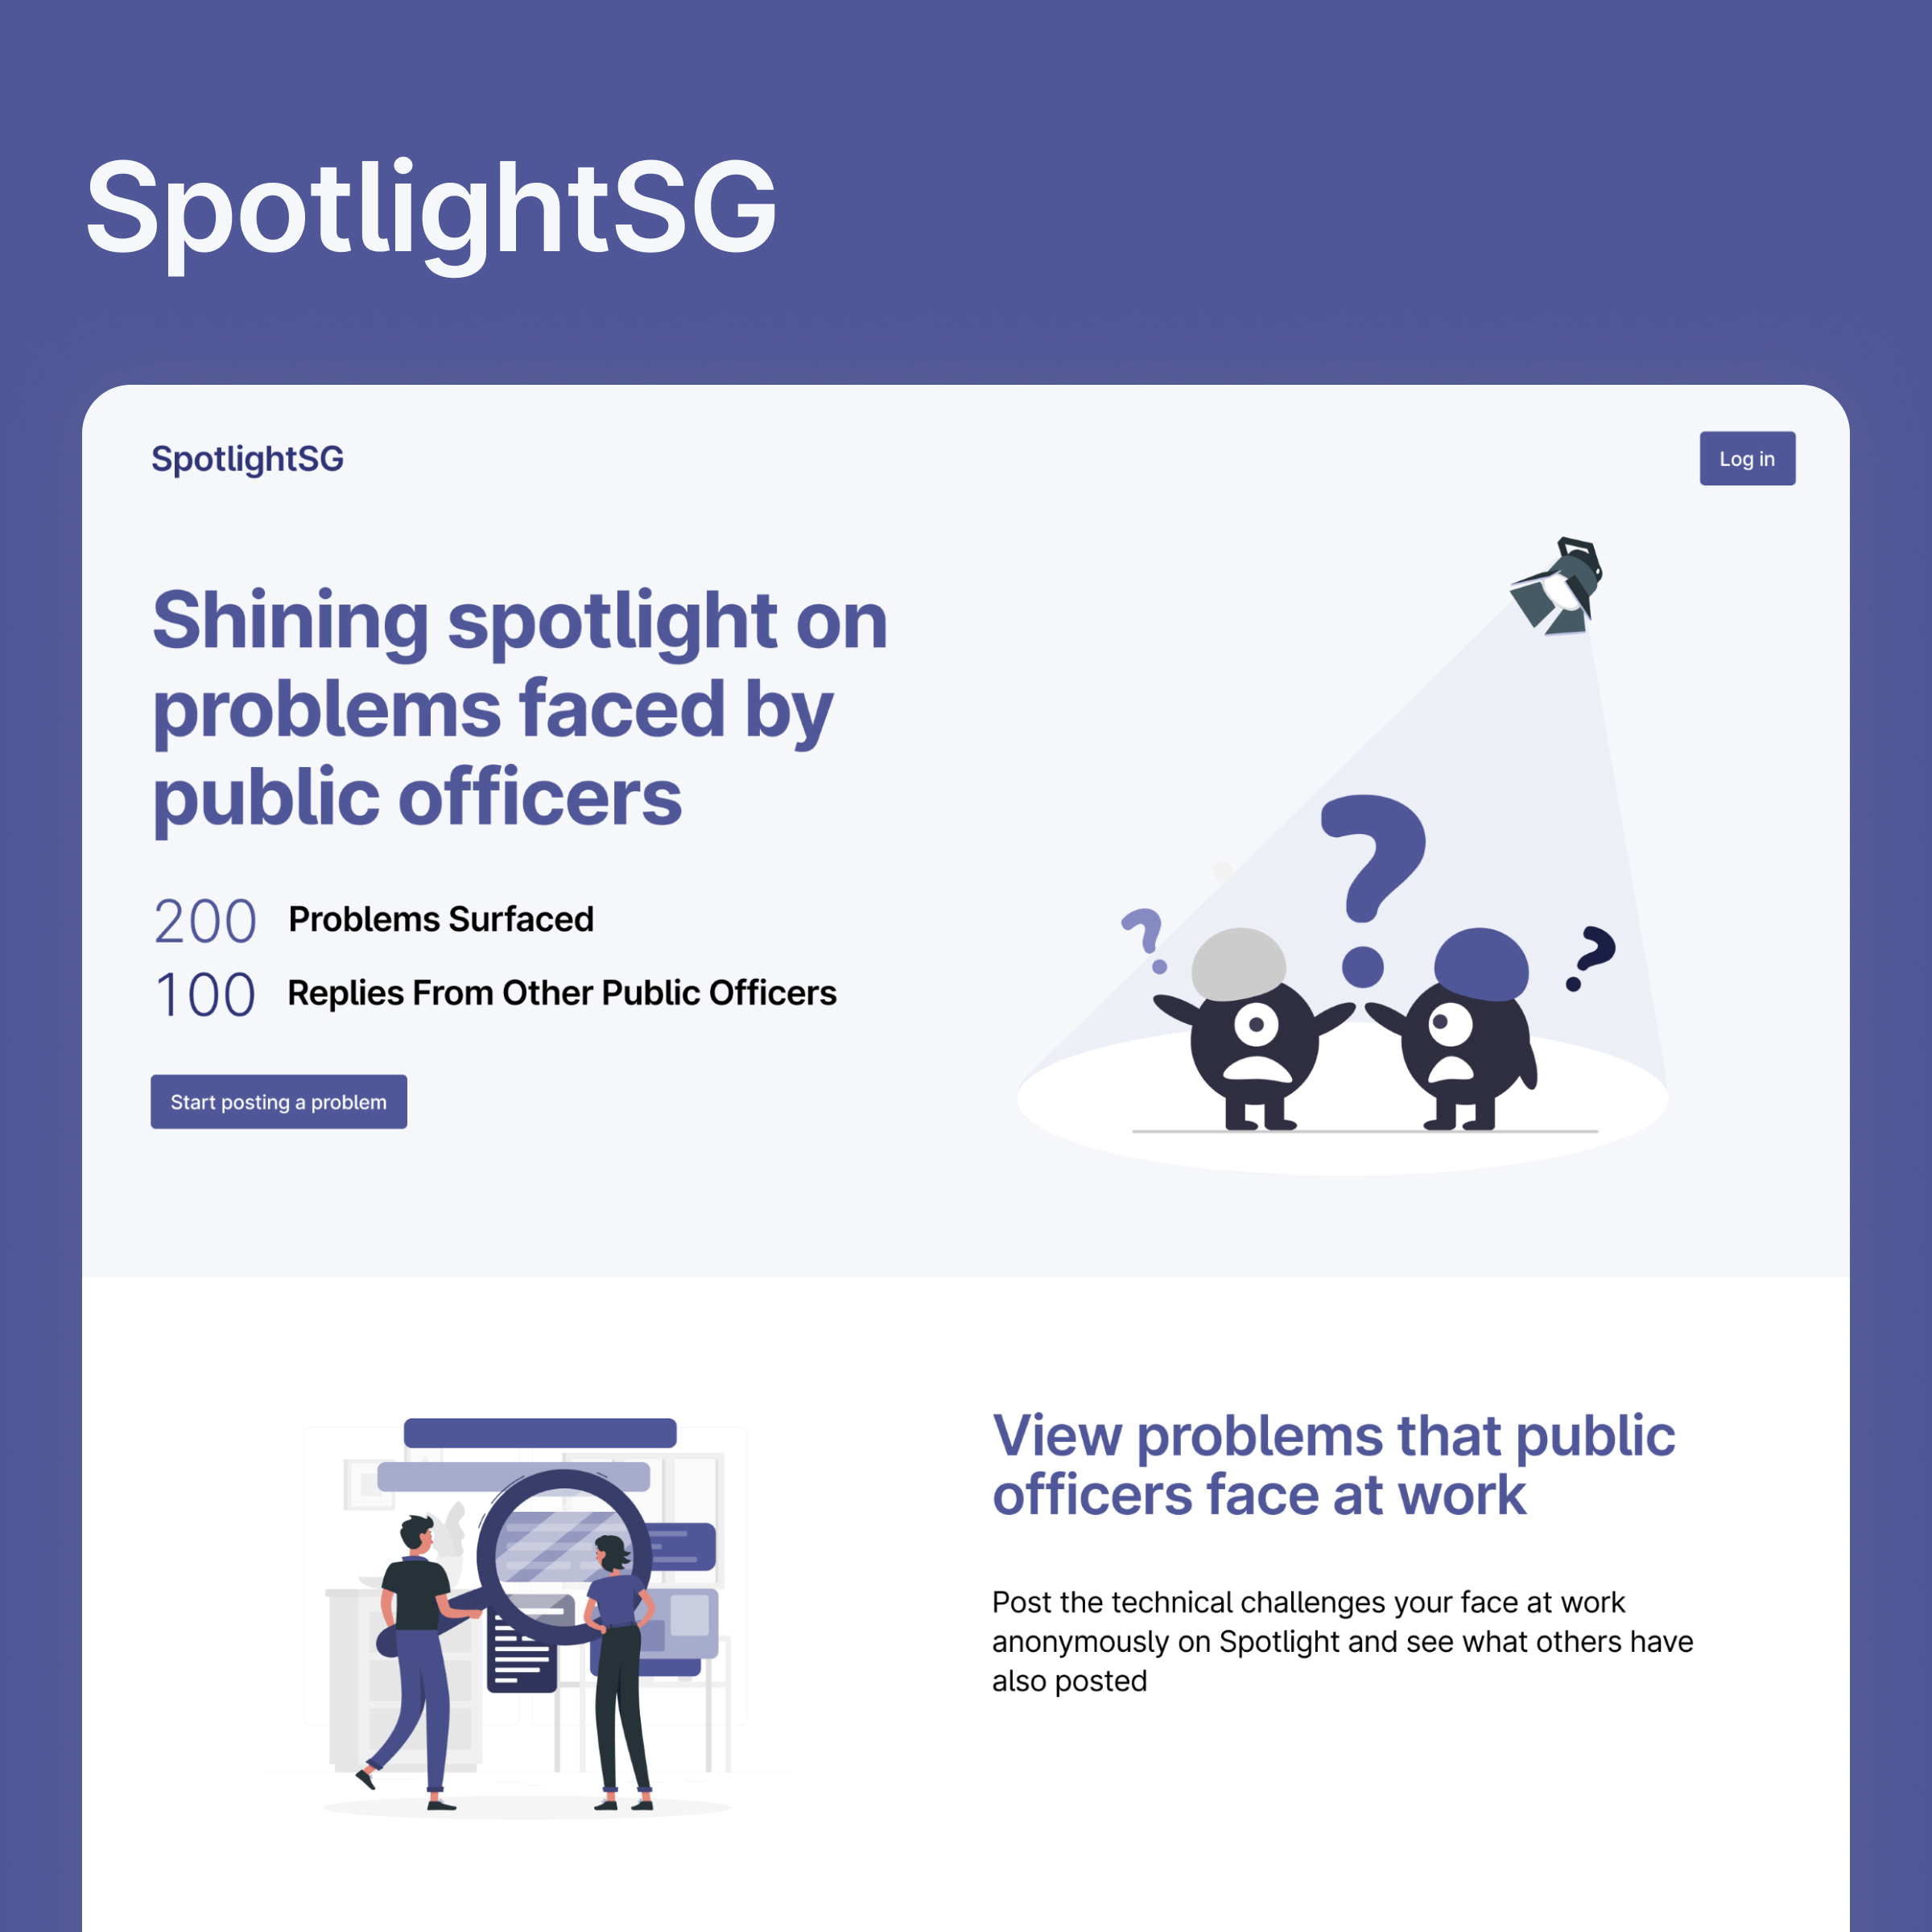 SpotlightSG
SpotlightSG
Log in
Shining spotlight on
problems faced by
public officers
200 Problems Surfaced
100 Replies From Other Public Officers
Start posting a problem
View problems that public
officers face at work
Post the technical challenges your face at work
anonymously on Spotlight and see what others have
also posted